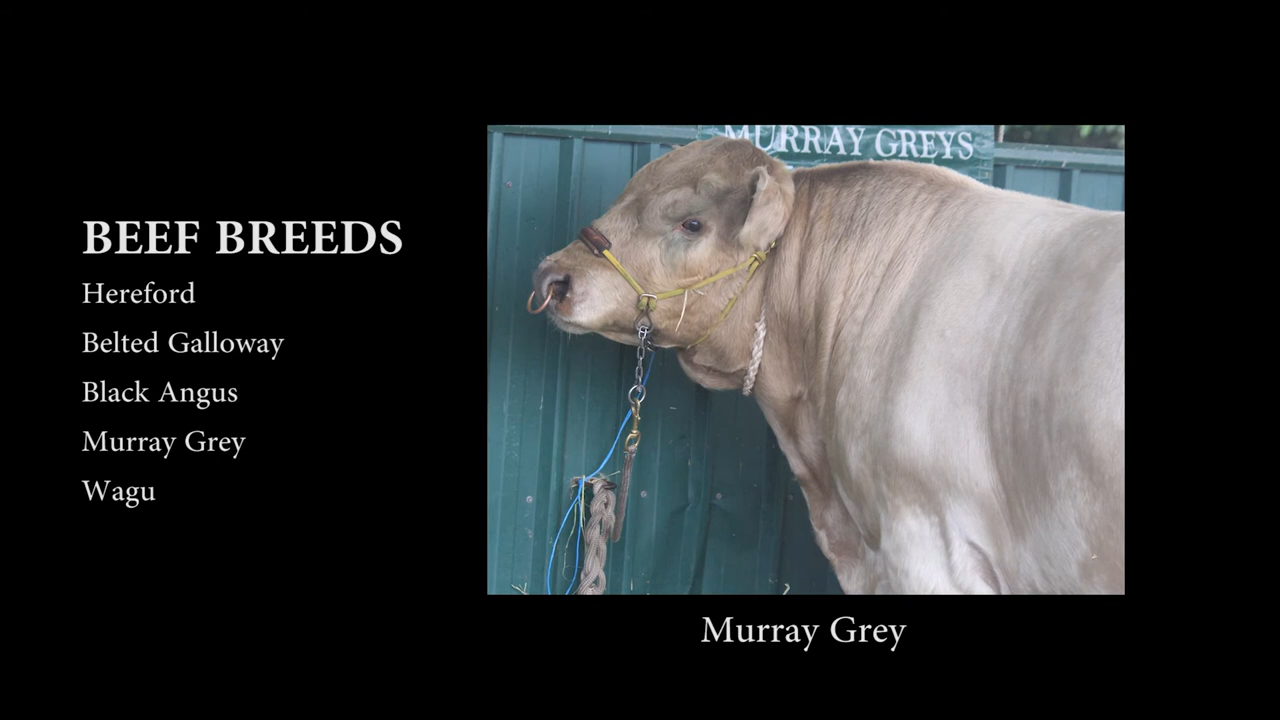 BEEF BREEDS
Hereford
Belted Galloway
Black Angus
Murray Grey
Wagu
MURRAY GREYS
Murray Grey